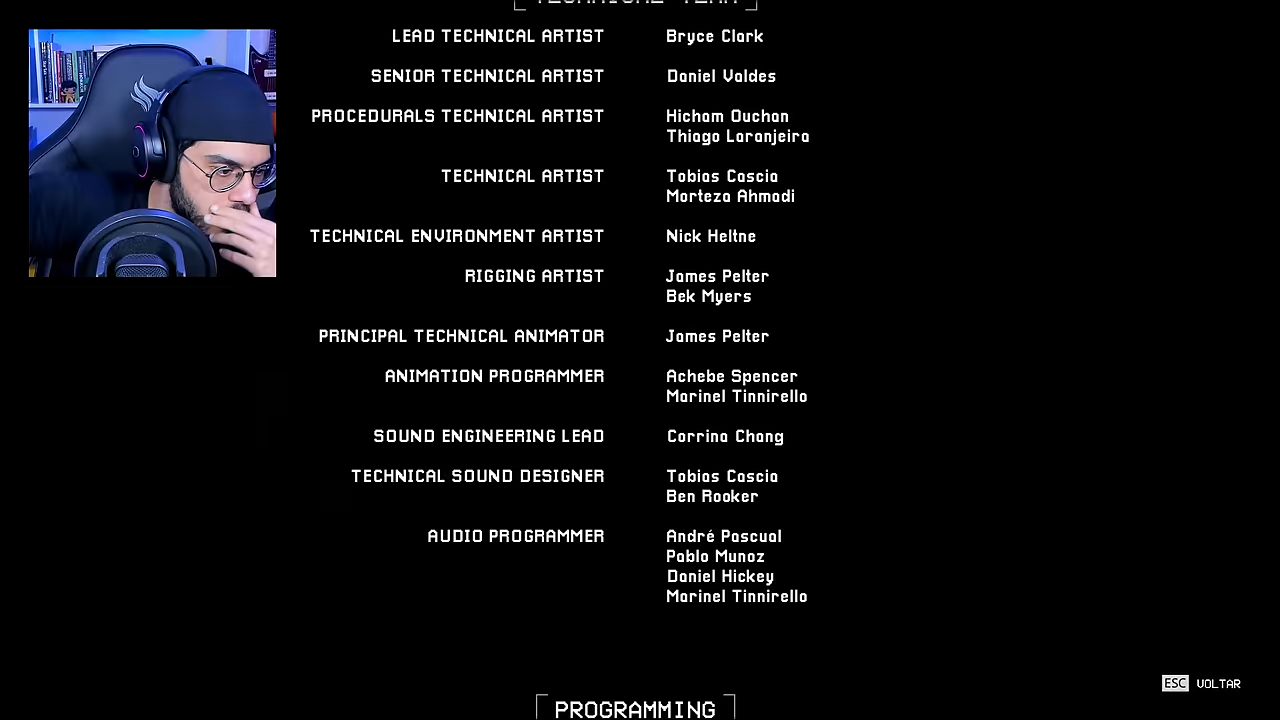 TECHNICAL TEAM
LEAD TECHNICAL ARTIST Bryce Clark
SENIOR TECHNICAL ARTIST Daniel Valdes
PROCEDURALS TECHNICAL ARTIST Hicham Ouchan
Thiago Laranjeira
TECHNICAL ARTIST Tobias Cascia
Morteza Ahmadi
TECHNICAL ENVIRONMENT ARTIST Nick Heltne
RIGGING ARTIST James Pelter
Bek Myers
PRINCIPAL TECHNICAL ANIMATOR James Pelter
ANIMATION PROGRAMMER Achebe Spencer
Marinel Tinnirello
SOUND ENGINEERING LEAD Corrina Chang
TECHNICAL SOUND DESIGNER Tobias Cascia
Ben Rooker
AUDIO PROGRAMMER André Pascual
Pablo Munoz
Daniel Hickey
Marinel Tinnirello
ESC VOLTAR
PROGRAMMING